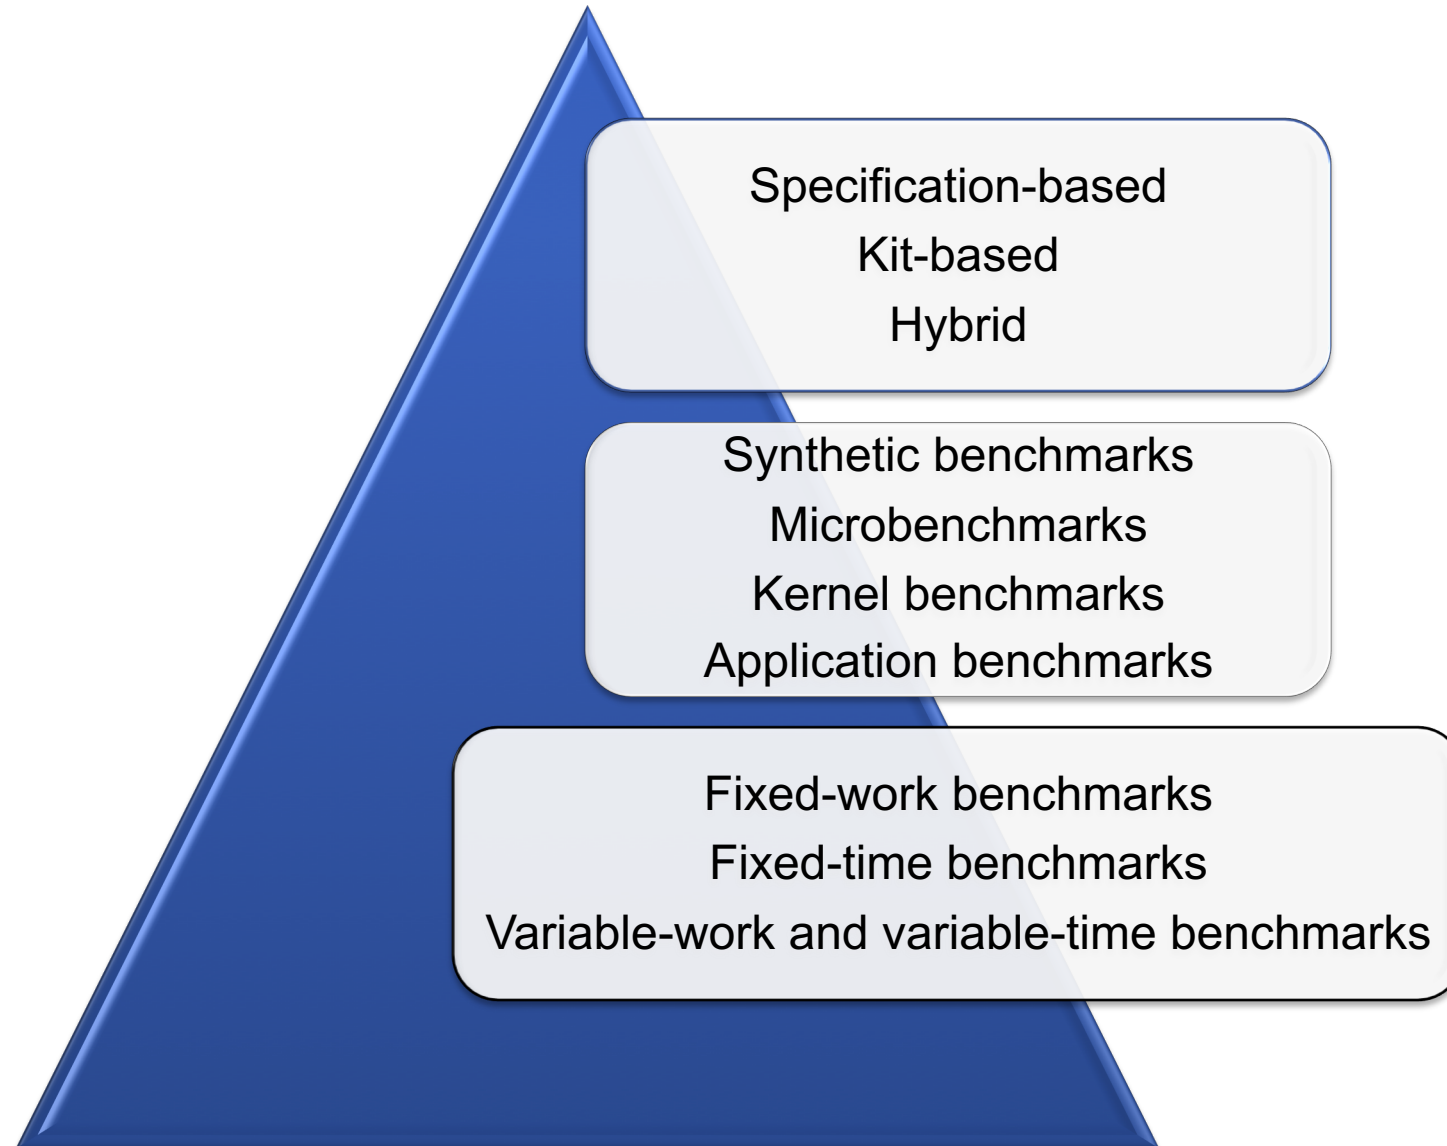 Specification-based
Kit-based
Hybrid
Synthetic benchmarks
Microbenchmarks
Kernel benchmarks
Application benchmarks
Fixed-work benchmarks
Fixed-time benchmarks
Variable-work and variable-time benchmarks